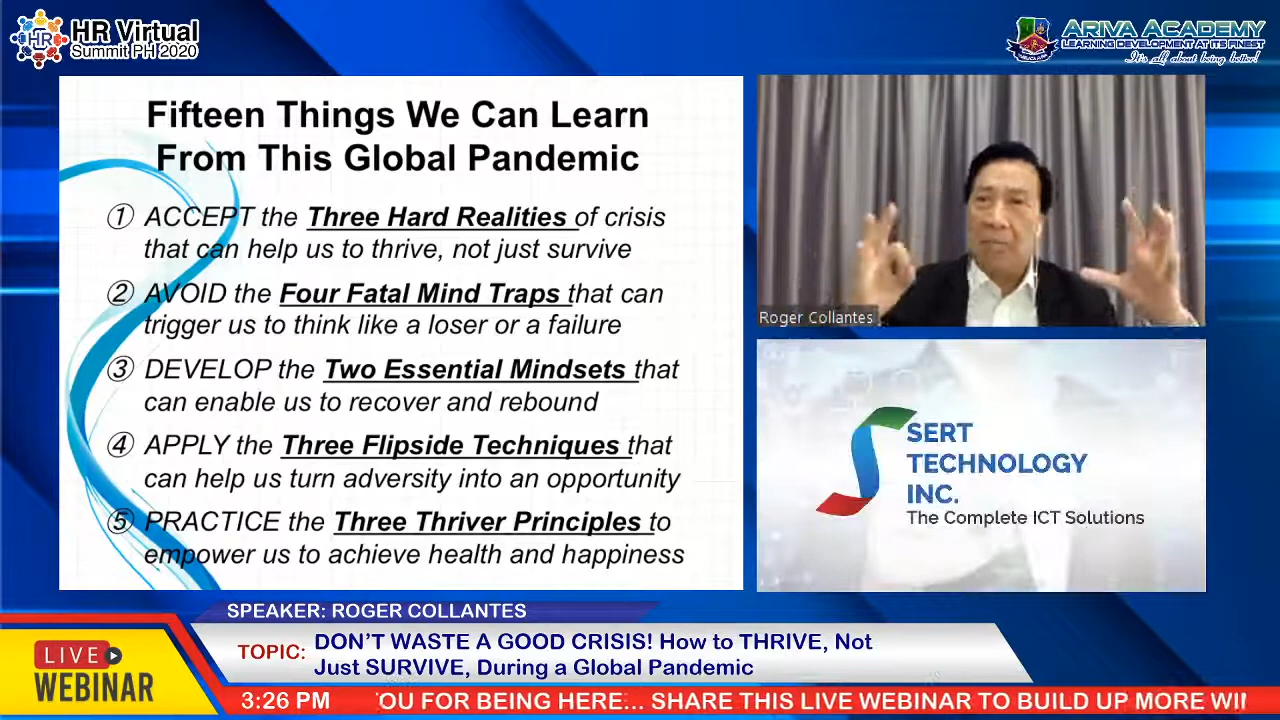 HR
HR Virtual
Summit PH 2020
ARIVA ACADEMY
LEARNING DEVELOPMENT AT ITS FINEST
It's all about being better!
Fifteen Things We Can Learn
From This Global Pandemic
① ACCEPT the Three Hard Realities of crisis
that can help us to thrive, not just survive
② AVOID the Four Fatal Mind Traps that can
trigger us to think like a loser or a failure
③ DEVELOP the Two Essential Mindsets that
can enable us to recover and rebound
④ APPLY the Three Flipside Techniques that
can help us turn adversity into an opportunity
⑤ PRACTICE the Three Thriver Principles to
empower us to achieve health and happiness
Roger Collantes
SERT
TECHNOLOGY
INC.
The Complete ICT Solutions
SPEAKER: ROGER COLLANTES
TOPIC: DON'T WASTE A GOOD CRISIS! How to THRIVE, Not
Just SURVIVE, During a Global Pandemic
LIVE
WEBINAR
3:26 PM OU FOR BEING HERE... SHARE THIS LIVE WEBINAR TO BUILD UP MORE